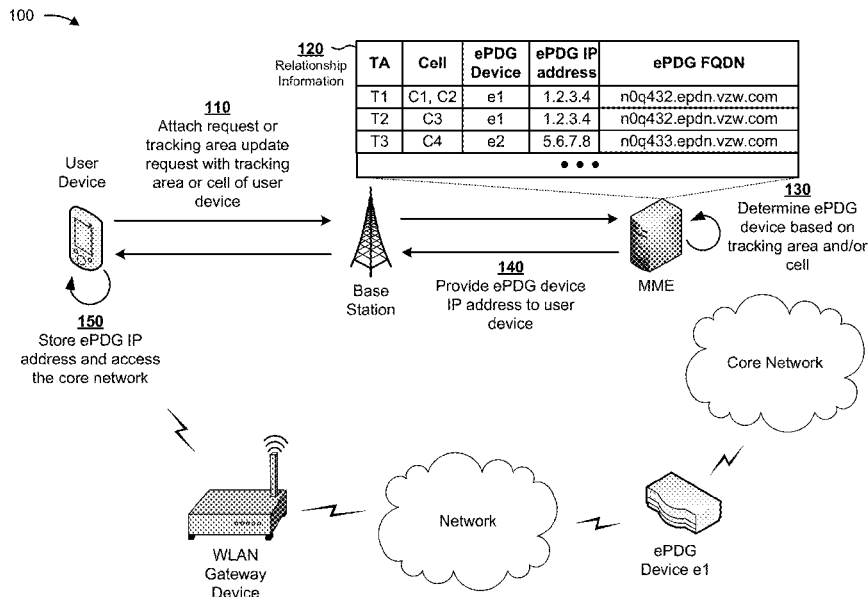 100
120
Relationship
Information
TA Cell ePDG Device ePDG IP address ePDG FQDN
T1 C1, C2 e1 1.2.3.4 n0q432.epdn.vzw.com
T2 C3 e1 1.2.3.4 n0q432.epdn.vzw.com
T3 C4 e2 5.6.7.8 n0q433.epdn.vzw.com
110
Attach request or
tracking area update
request with tracking
area or cell of user
device
User
Device
130
Determine ePDG
device based on
tracking area and/or
cell
140
Provide ePDG device
IP address to user
device
Base
Station
MME
150
Store ePDG IP
address and access
the core network
Core Network
Network
WLAN
Gateway
Device
ePDG
Device e1